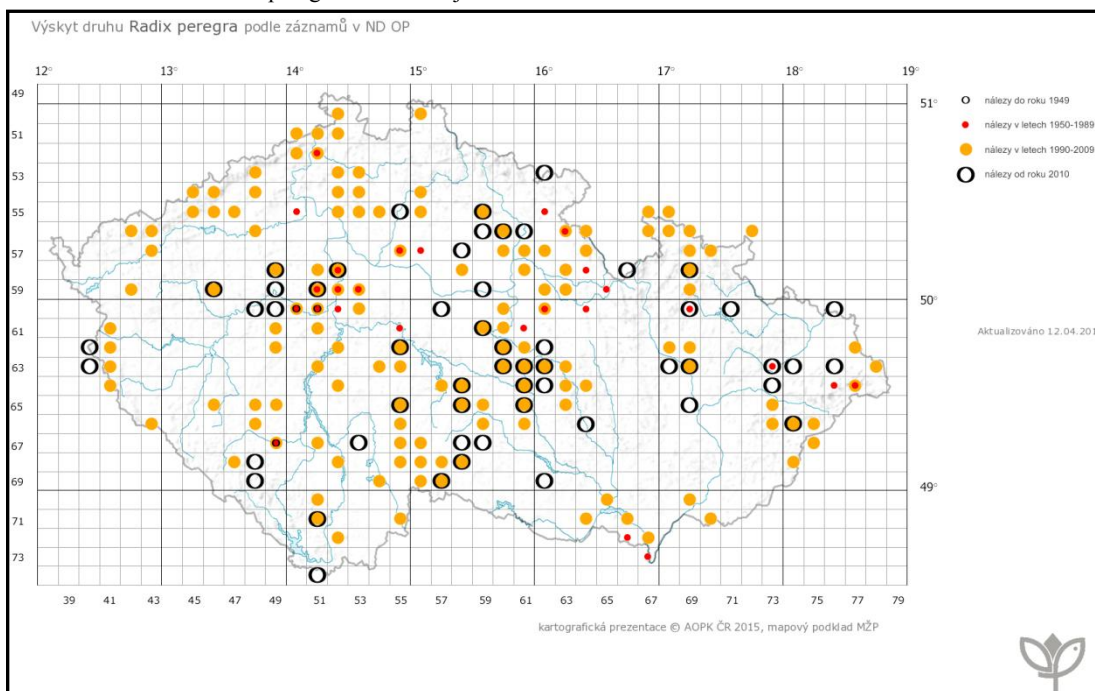 Výskyt druhu Radix peregra podle záznamů v ND OP
12° 13° 14° 15° 16° 17° 18° 19°
49
51
53
55
57
59
61
63
65
67
69
71
73
51°
50°
49°
39 41 43 45 47 49 51 53 55 57 59 61 63 65 67 69 71 73 75 77 79
nálezy do roku 1949
nálezy v letech 1950-1989
nálezy v letech 1990-2009
nálezy od roku 2010
Aktualizováno 12.04.201
kartografická prezentace © AOPK ČR 2015, mapový podklad MŽP